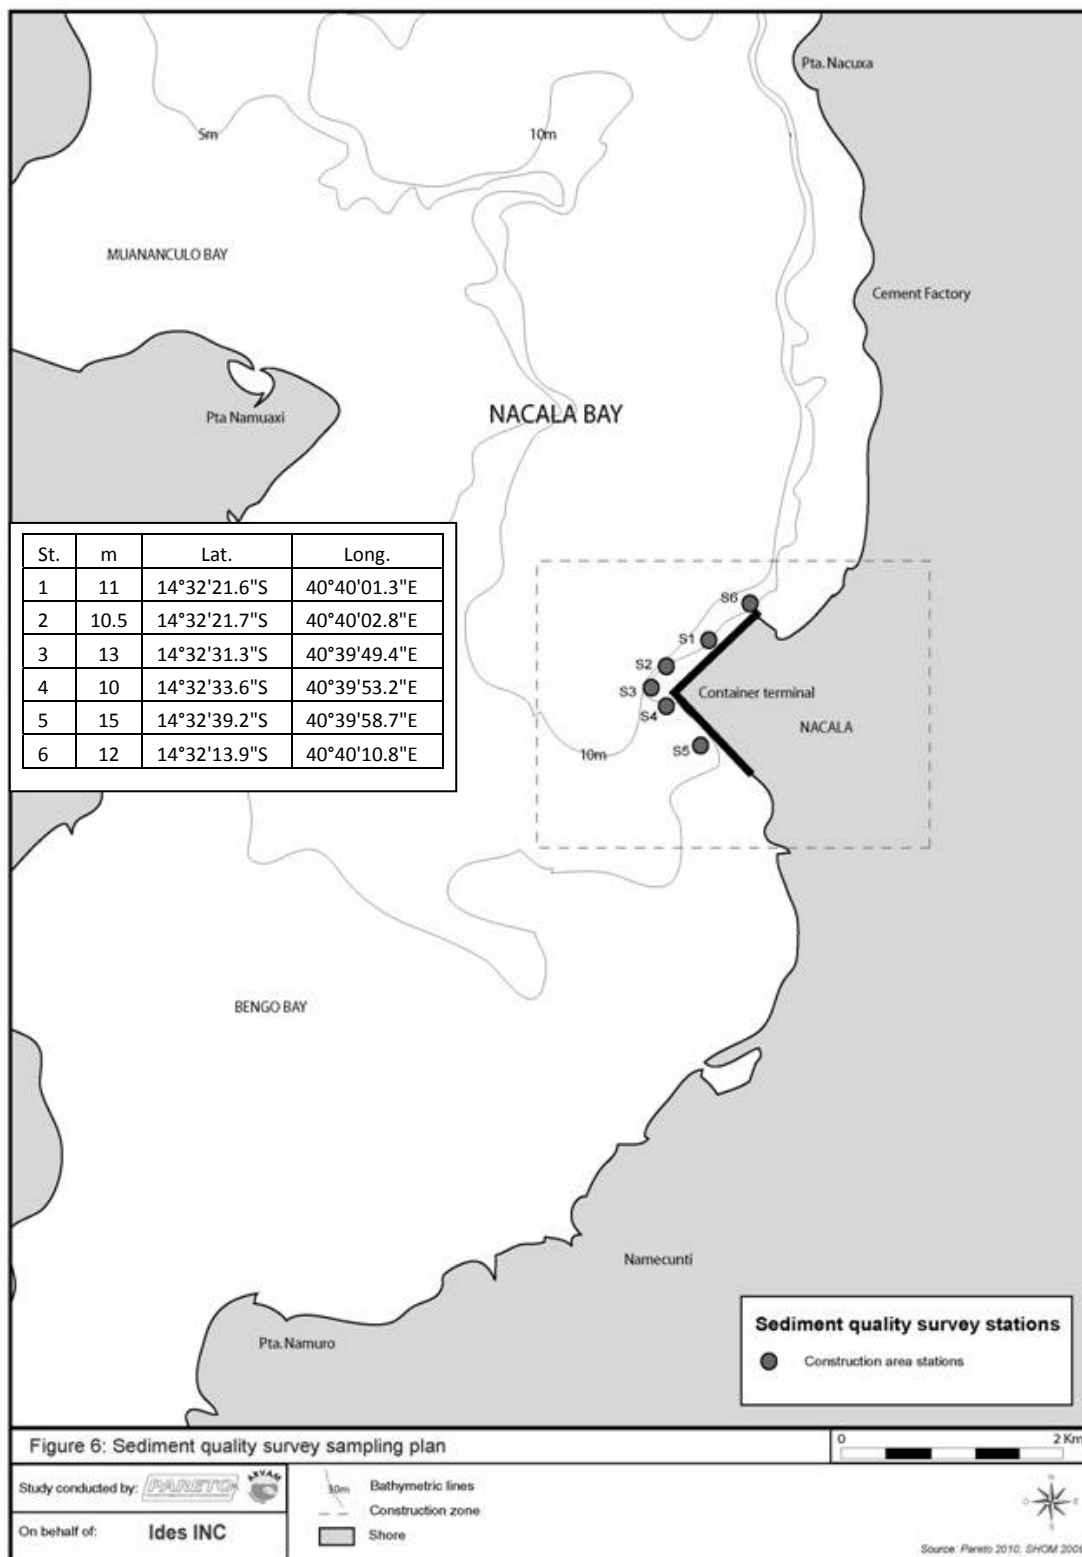 Pta. Nacuxa
5m
10m
MUANANCULO BAY
Cement Factory
Pta Namuaxi
NACALA BAY
St. m Lat. Long.
1 11 14°32'21.6"S 40°40'01.3"E
2 10.5 14°32'21.7"S 40°40'02.8"E
3 13 14°32'31.3"S 40°39'49.4"E
4 10 14°32'33.6"S 40°39'53.2"E
5 15 14°32'39.2"S 40°39'58.7"E
6 12 14°32'13.9"S 40°40'10.8"E
S6
S1
S2
S3
S4
S5
Container terminal
NACALA
10m
BENGO BAY
Namecunti
Pta. Namuro
Sediment quality survey stations
Construction area stations
Figure 6: Sediment quality survey sampling plan
0 2 Km
Study conducted by: PARETO ARVAM
On behalf of: Ides INC
10m Bathymetric lines
Construction zone
Shore
N
O E
S
Source: Pareto 2010, SHOM 2009